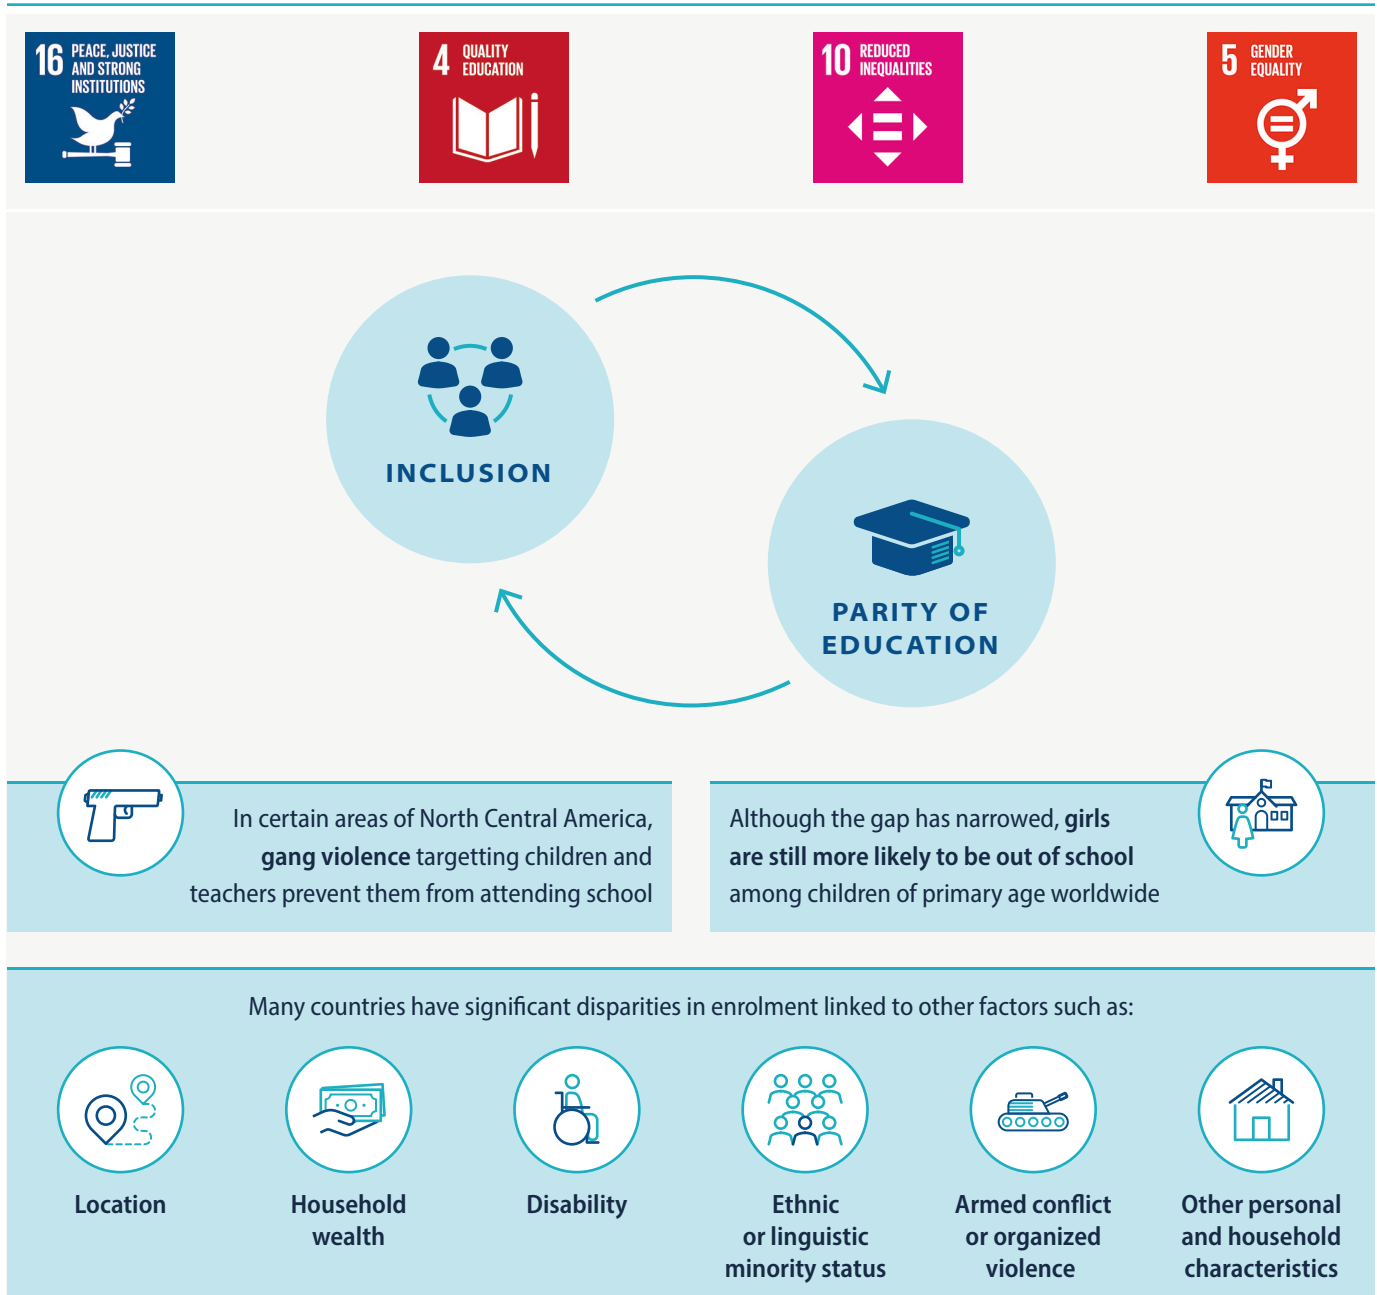 16 PEACE, JUSTICE
AND STRONG
INSTITUTIONS
4 QUALITY
EDUCATION
10 REDUCED
INEQUALITIES
5 GENDER
EQUALITY
INCLUSION
PARITY OF
EDUCATION
In certain areas of North Central America,
gang violence targetting children and
teachers prevent them from attending school
Although the gap has narrowed, girls
are still more likely to be out of school
among children of primary age worldwide
Many countries have significant disparities in enrolment linked to other factors such as:
Location
Household
wealth
Disability
Ethnic
or linguistic
minority status
Armed conflict
or organized
violence
Other personal
and household
characteristics